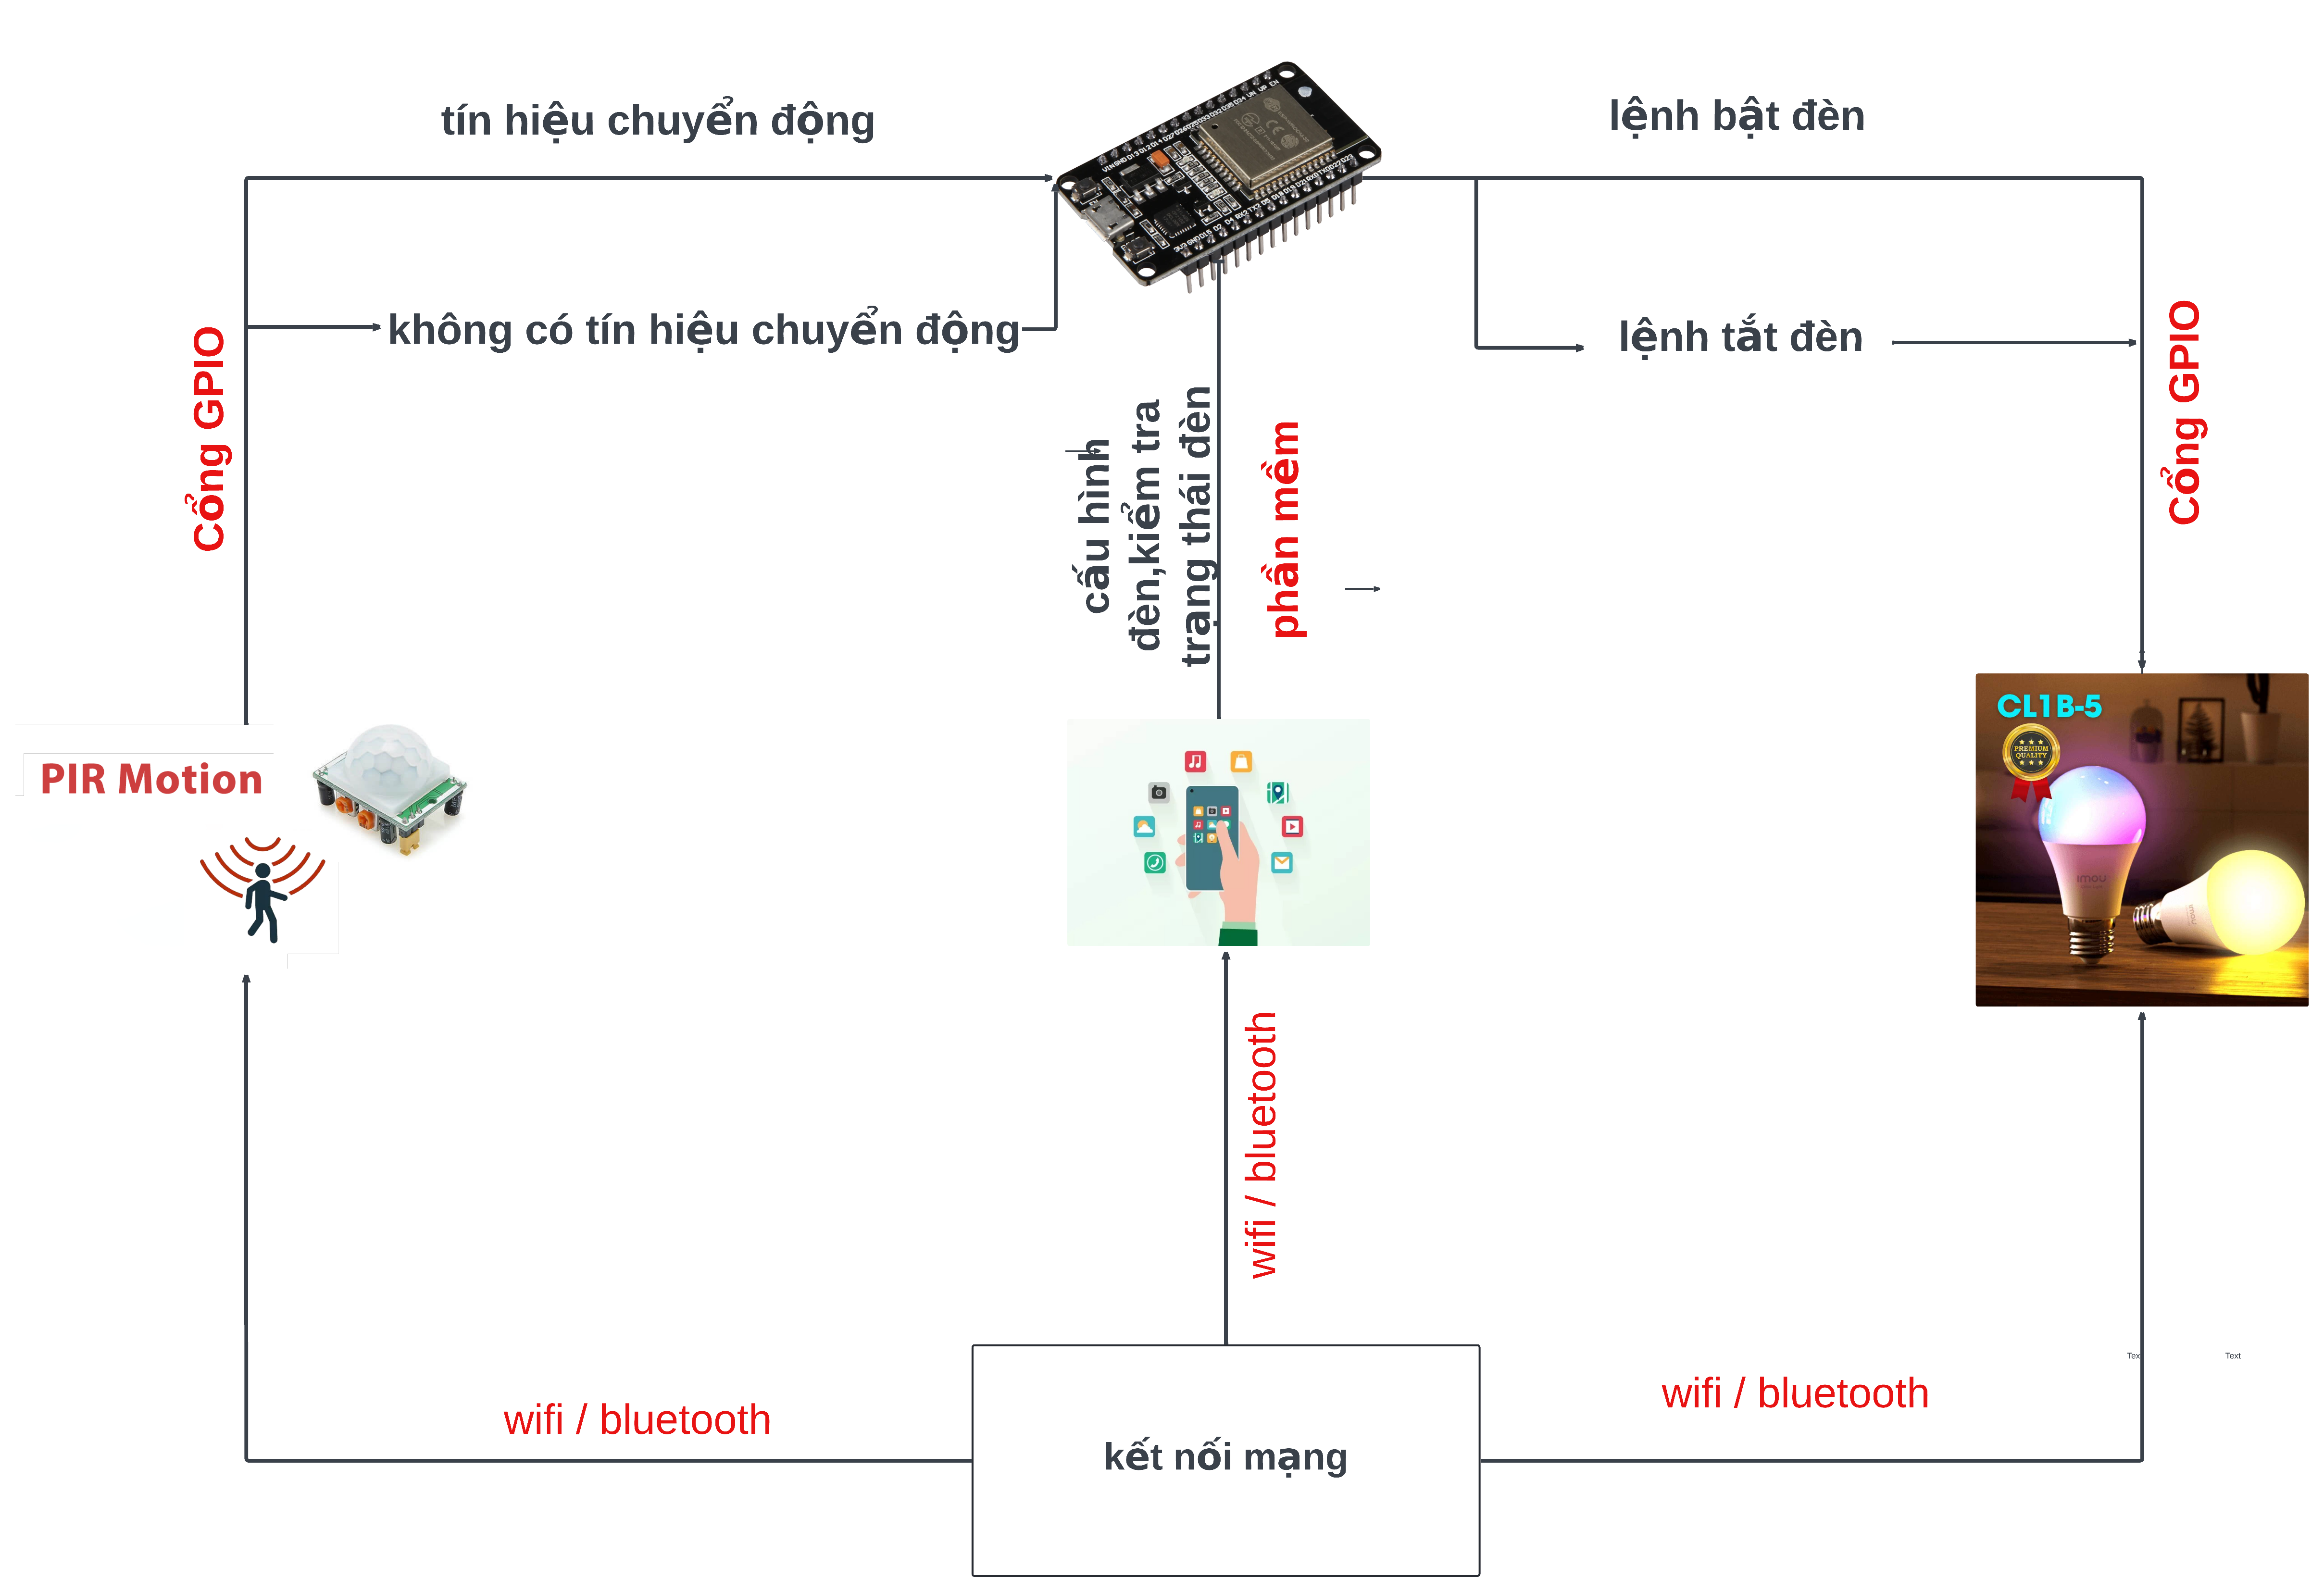 tín hiệu chuyển động
lệnh bật đèn
không có tín hiệu chuyển động
lệnh tắt đèn
Cổng GPIO
cấu hình
đèn,kiểm tra
trạng thái đèn
phần mềm
Cổng GPIO
PIR Motion
CL1B-5
PREMIUM
QUALITY
imou
imou
wifi / bluetooth
wifi / bluetooth
wifi / bluetooth
Text
kết nối mạng